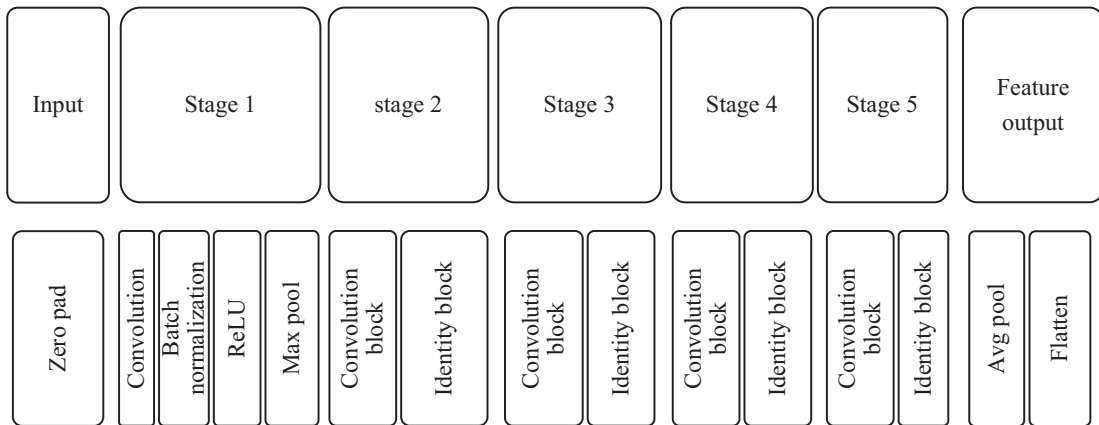 Input
Stage 1
stage 2
Stage 3
Stage 4
Stage 5
Feature
output
Zero pad
Convolution
Batch
normalization
ReLU
Max pool
Convolution
block
Identity block
Convolution
block
Identity block
Convolution
block
Identity block
Convolution
block
Identity block
Avg pool
Flatten